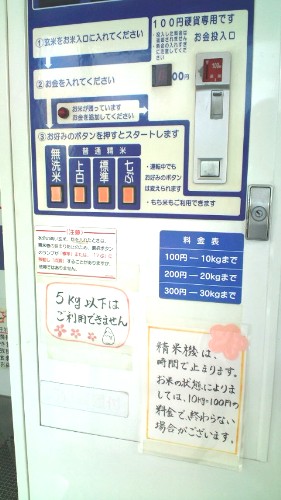 ①玄米をお米入口に入れてください
100円硬貨専用です
お金投入口
②お金を入れてください
00円
お米が残っています
お金を追加してください
③お好みのボタンを押すとスタートします
普通精米
無洗米
上白
標準
七ぶ
・運転中でも
お好みのボタン
は変えられます
・もち米もご利用できます
料金表
100円 ― 10kgまで
200円 ― 20kgまで
300円 ― 30kgまで
5kg以下は
ご利用できません
精米機は、
時間で止まります。
お米の状態によりま
しては、10kg=100円の
料金で、終わらない
場合がございます。